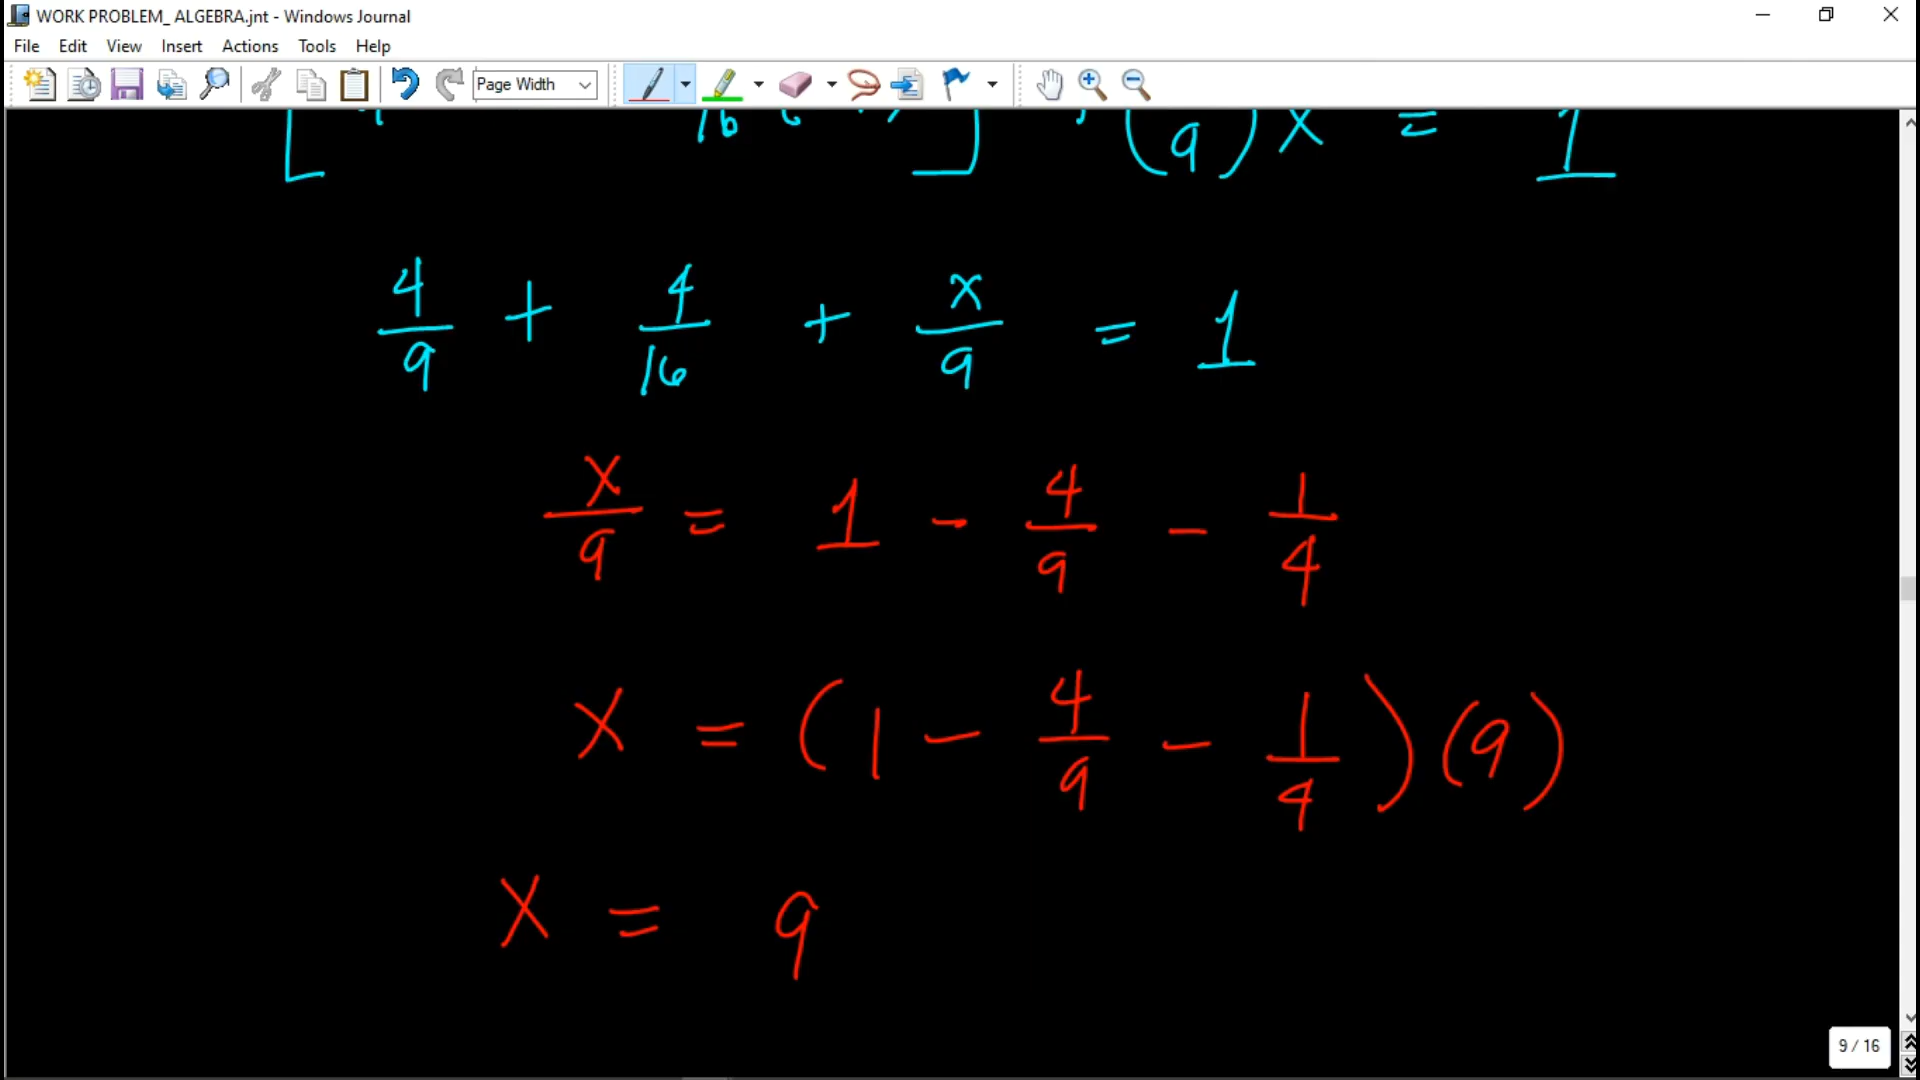 WORK PROBLEM_ ALGEBRA.jnt - Windows Journal
File Edit View Insert Actions Tools Help
Page Width
16 (9) x = 1
4/9 + 4/16 + x/9 = 1
x/9 = 1 - 4/9 - 1/4
x = (1 - 4/9 - 1/4)(9)
x = 9
9 / 16